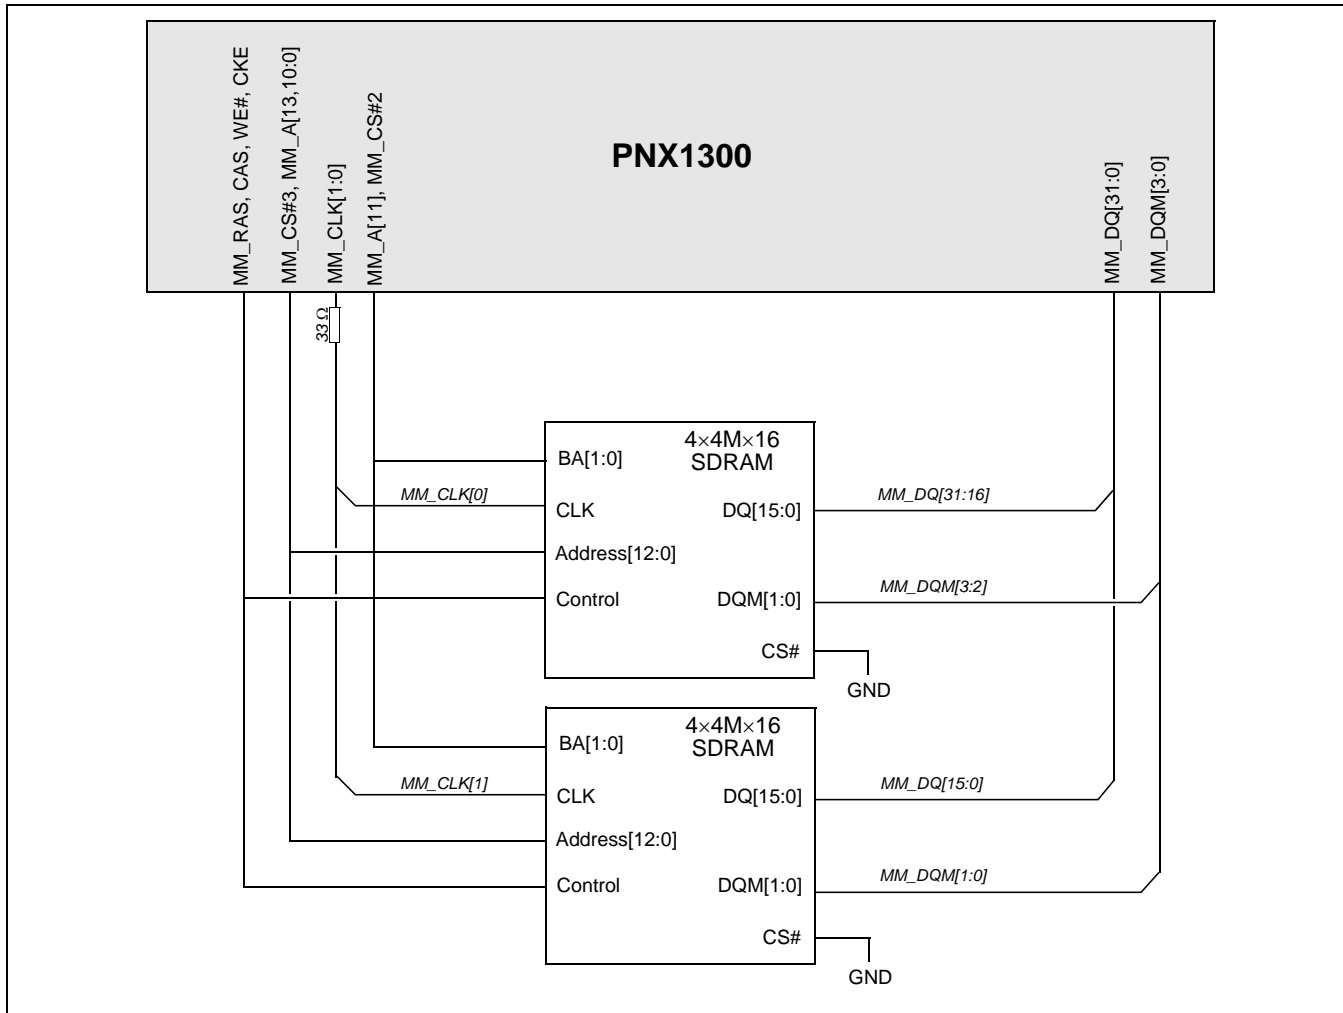 MM_RAS, CAS, WE#, CKE
MM_CS#3, MM_A[13,10:0]
MM_CLK[1:0]
MM_A[11], MM_CS#2
PNX1300
MM_DQ[31:0]
MM_DQM[3:0]
33 Ω
4×4M×16
SDRAM
BA[1:0]
MM_CLK[0]
CLK
DQ[15:0]
MM_DQ[31:16]
Address[12:0]
Control
DQM[1:0]
MM_DQM[3:2]
CS#
GND
4×4M×16
SDRAM
BA[1:0]
MM_CLK[1]
CLK
DQ[15:0]
MM_DQ[15:0]
Address[12:0]
Control
DQM[1:0]
MM_DQM[1:0]
CS#
GND